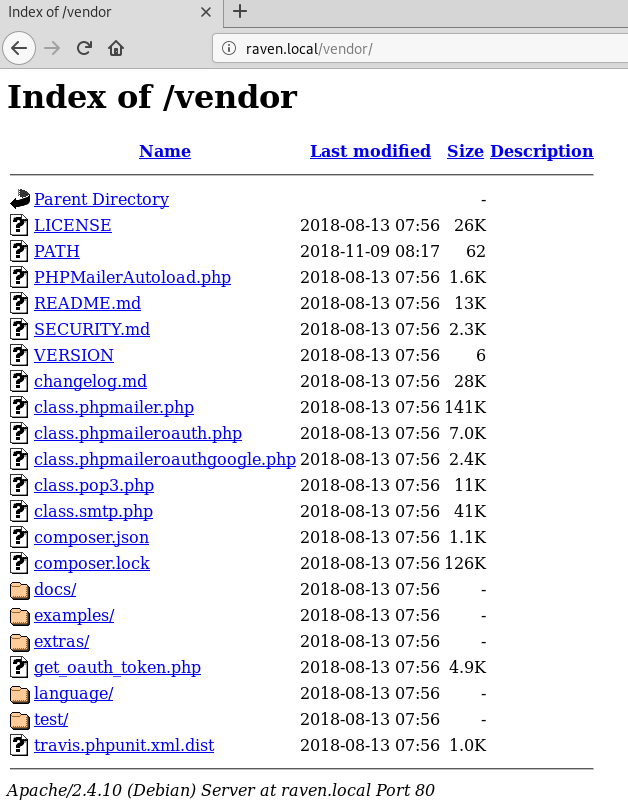 Index of /vendor
raven.local/vendor/
Index of /vendor
Name Last modified Size Description
Parent Directory -
LICENSE 2018-08-13 07:56 26K
PATH 2018-11-09 08:17 62
PHPMailerAutoload.php 2018-08-13 07:56 1.6K
README.md 2018-08-13 07:56 13K
SECURITY.md 2018-08-13 07:56 2.3K
VERSION 2018-08-13 07:56 6
changelog.md 2018-08-13 07:56 28K
class.phpmailer.php 2018-08-13 07:56 141K
class.phpmaileroauth.php 2018-08-13 07:56 7.0K
class.phpmaileroauthgoogle.php 2018-08-13 07:56 2.4K
class.pop3.php 2018-08-13 07:56 11K
class.smtp.php 2018-08-13 07:56 41K
composer.json 2018-08-13 07:56 1.1K
composer.lock 2018-08-13 07:56 126K
docs/ 2018-08-13 07:56 -
examples/ 2018-08-13 07:56 -
extras/ 2018-08-13 07:56 -
get_oauth_token.php 2018-08-13 07:56 4.9K
language/ 2018-08-13 07:56 -
test/ 2018-08-13 07:56 -
travis.phpunit.xml.dist 2018-08-13 07:56 1.0K
Apache/2.4.10 (Debian) Server at raven.local Port 80